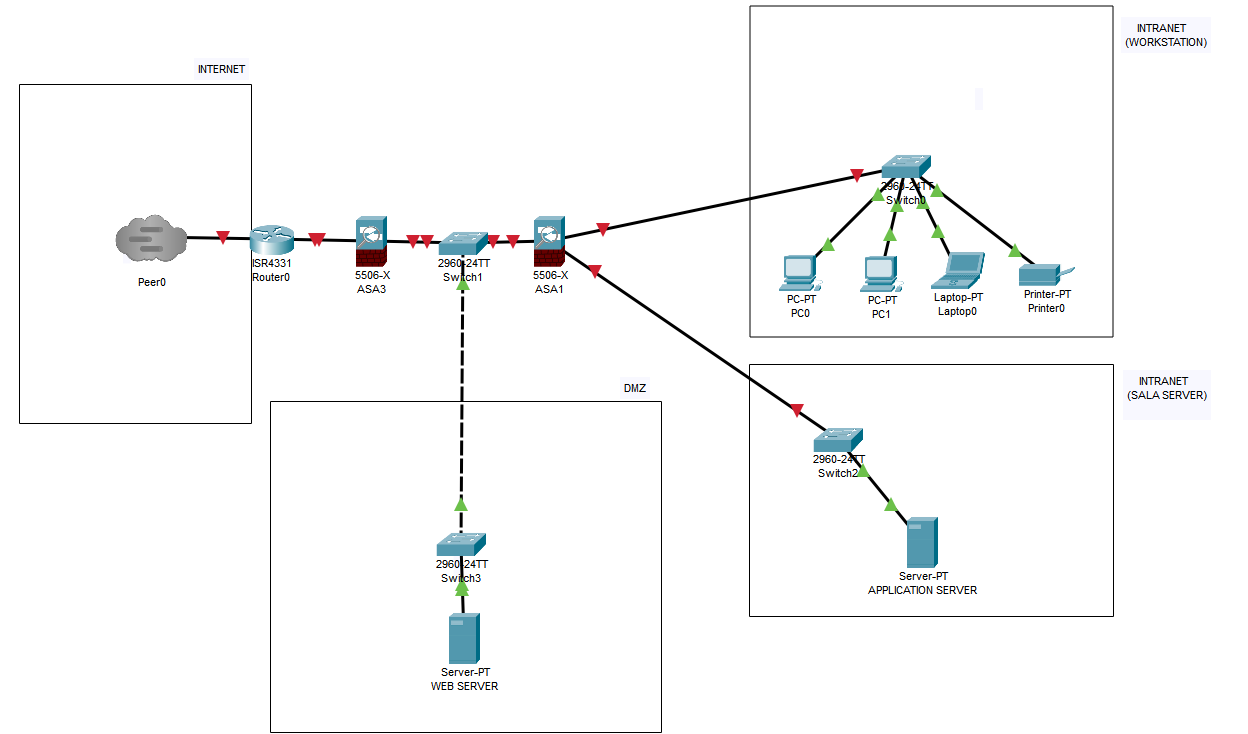 INTRANET
(WORKSTATION)
INTERNET
2960-24TT
Switch0
Peer0
ISR4331
Router0
5506-X
ASA3
2960-24TT
Switch1
5506-X
ASA1
PC-PT
PC0
PC-PT
PC1
Laptop-PT
Laptop0
Printer-PT
Printer0
DMZ
INTRANET
(SALA SERVER)
2960-24TT
Switch2
2960-24TT
Switch3
Server-PT
APPLICATION SERVER
Server-PT
WEB SERVER